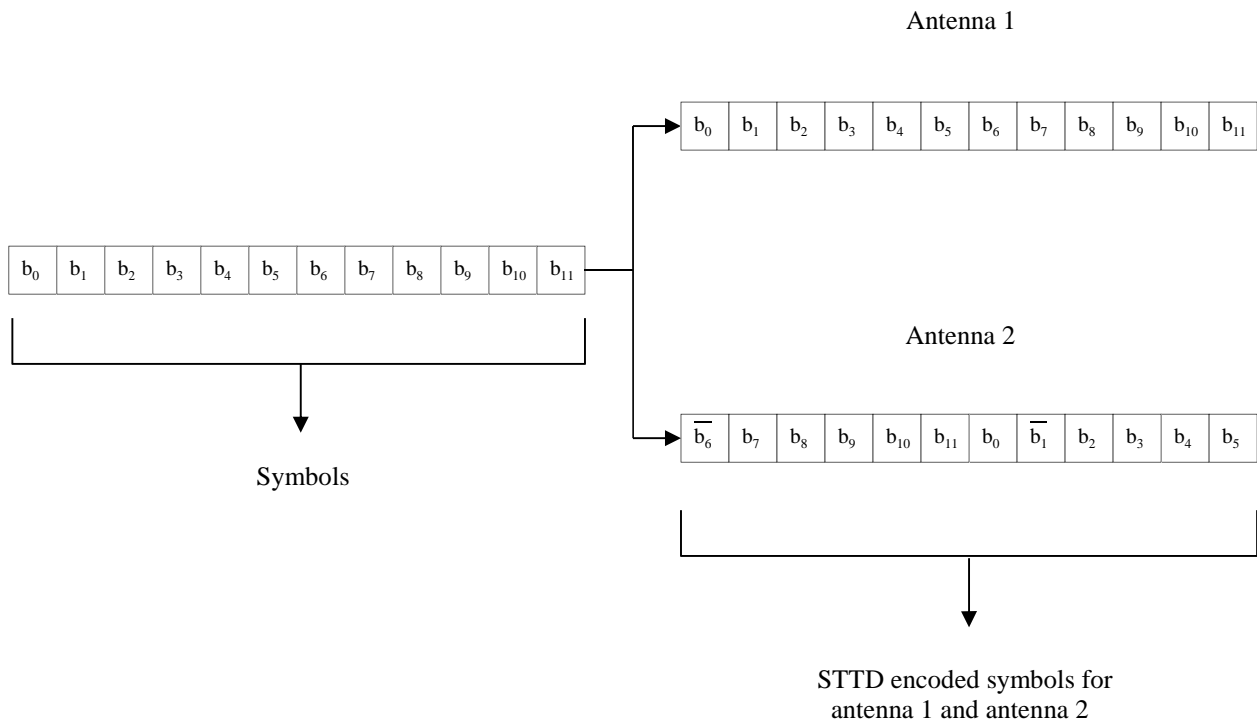 Antenna 1
b₀ b₁ b₂ b₃ b₄ b₅ b₆ b₇ b₈ b₉ b₁₀ b₁₁
b₀ b₁ b₂ b₃ b₄ b₅ b₆ b₇ b₈ b₉ b₁₀ b₁₁
Antenna 2
b̅₆ b₇ b₈ b₉ b₁₀ b₁₁ b₀ b̅₁ b₂ b₃ b₄ b₅
Symbols
STTD encoded symbols for
antenna 1 and antenna 2